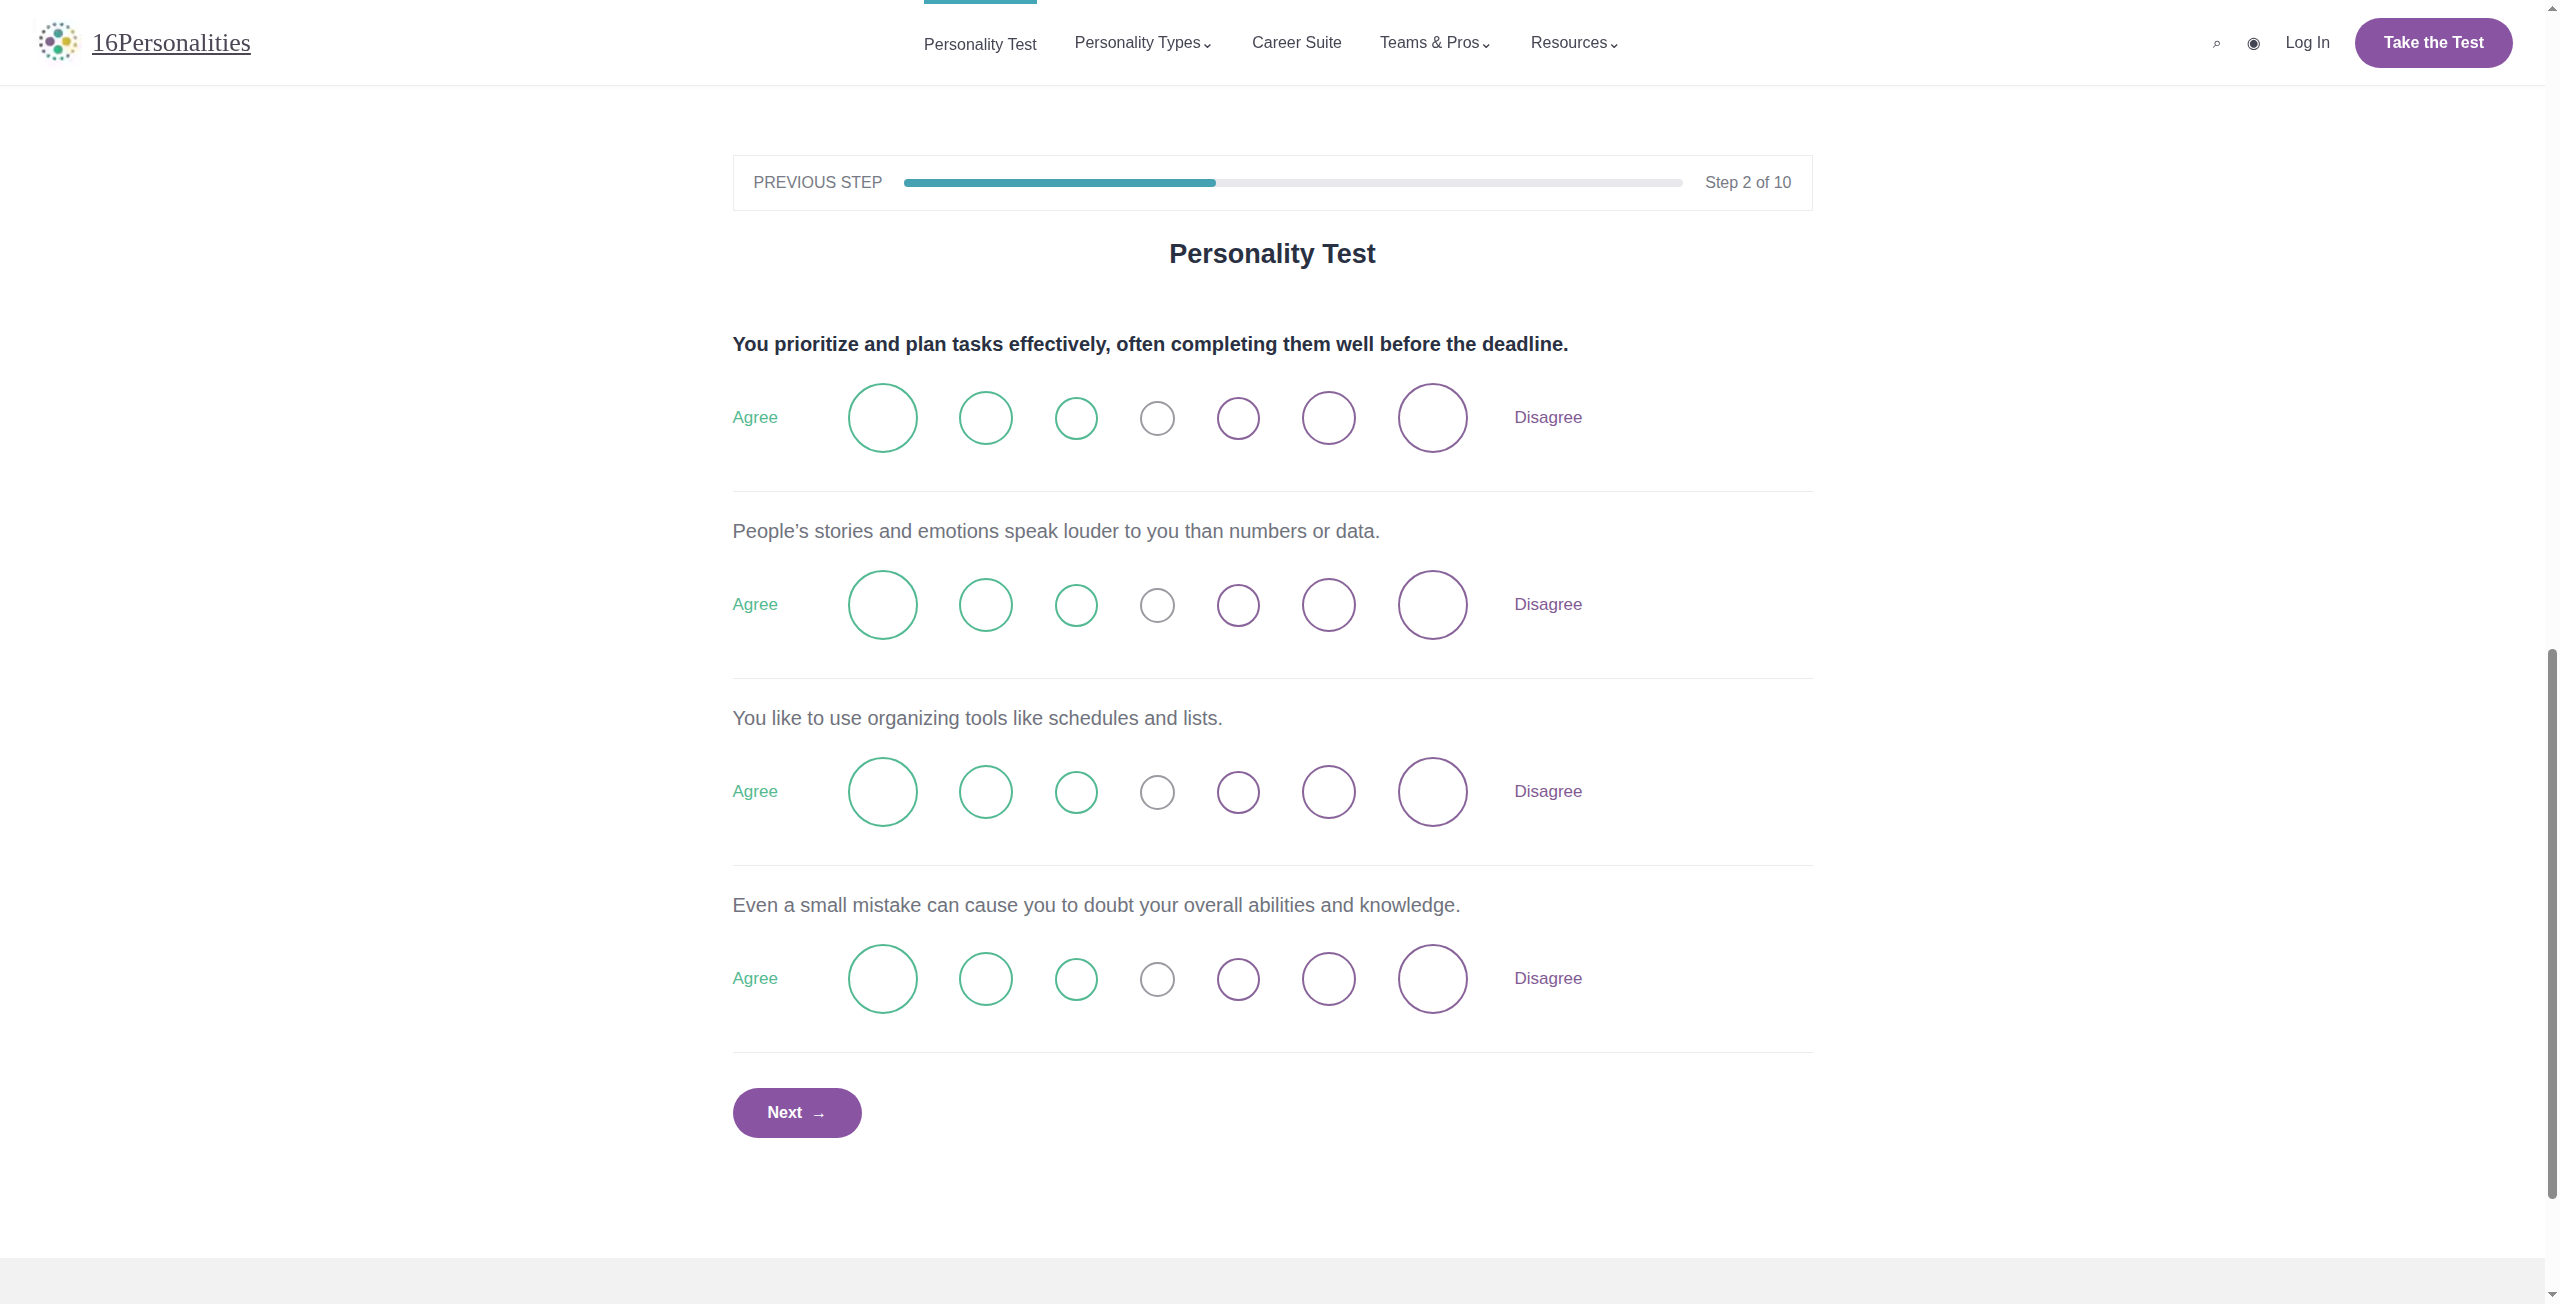 16Personalities
Personality Test
Personality Types
Career Suite
Teams & Pros
Resources
Log In
Take the Test
PREVIOUS STEP
Step 2 of 10
Personality Test
You prioritize and plan tasks effectively, often completing them well before the deadline.
Agree
Disagree
People’s stories and emotions speak louder to you than numbers or data.
Agree
Disagree
You like to use organizing tools like schedules and lists.
Agree
Disagree
Even a small mistake can cause you to doubt your overall abilities and knowledge.
Agree
Disagree
Next →